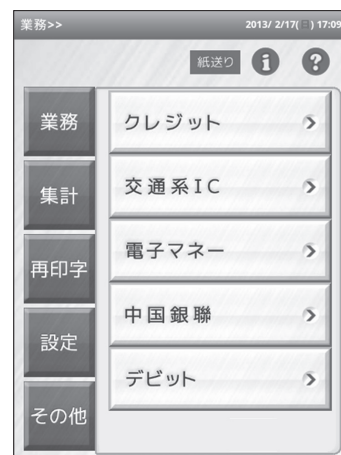 業務>> 2013/ 2/17(日) 17:09
紙送り i ?
業務
集計
再印字
設定
その他
クレジット
交通系IC
電子マネー
中国銀聯
デビット